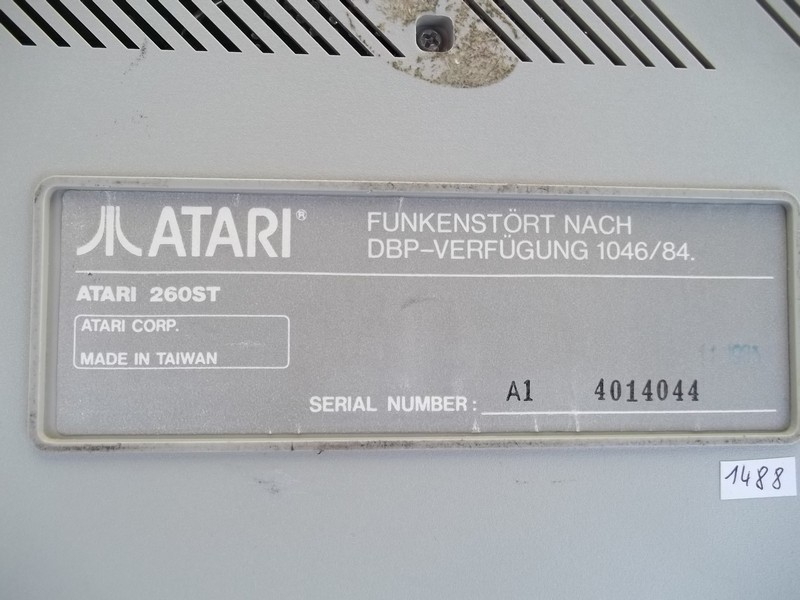 ATARI®
FUNKENSTÖRT NACH
DBP-VERFÜGUNG 1046/84.
ATARI 260ST
ATARI CORP.
MADE IN TAIWAN
SERIAL NUMBER: A1 4014044
1488